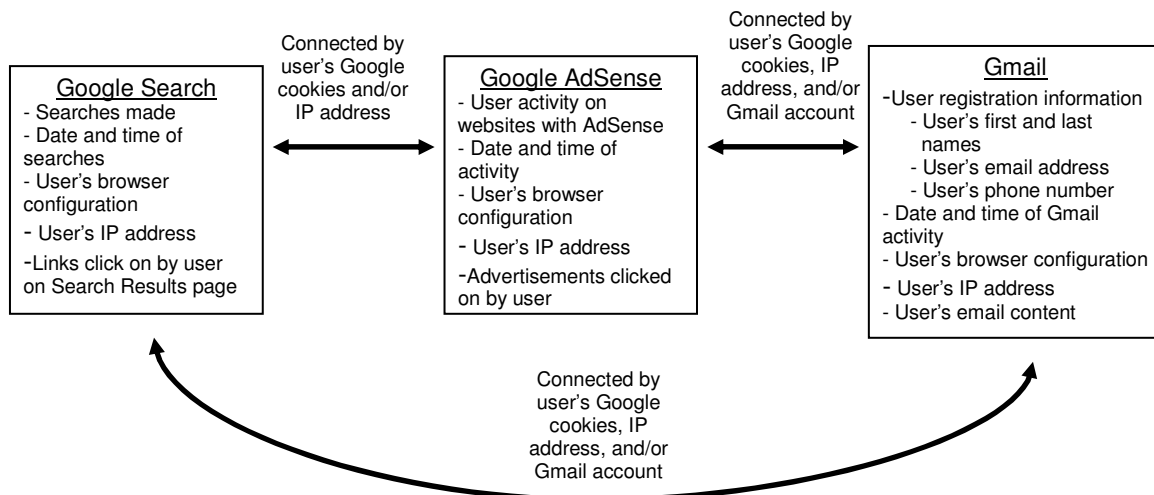 Google Search
- Searches made
- Date and time of
searches
- User's browser
configuration
- User's IP address
-Links click on by user
on Search Results page
Connected by
user's Google
cookies and/or
IP address
Google AdSense
- User activity on
websites with AdSense
- Date and time of
activity
- User's browser
configuration
- User's IP address
-Advertisements clicked
on by user
Connected by
user's Google
cookies, IP
address, and/or
Gmail account
Gmail
-User registration information
- User's first and last
names
- User's email address
- User's phone number
- Date and time of Gmail
activity
- User's browser configuration
- User's IP address
- User's email content
Connected by
user's Google
cookies, IP
address, and/or
Gmail account